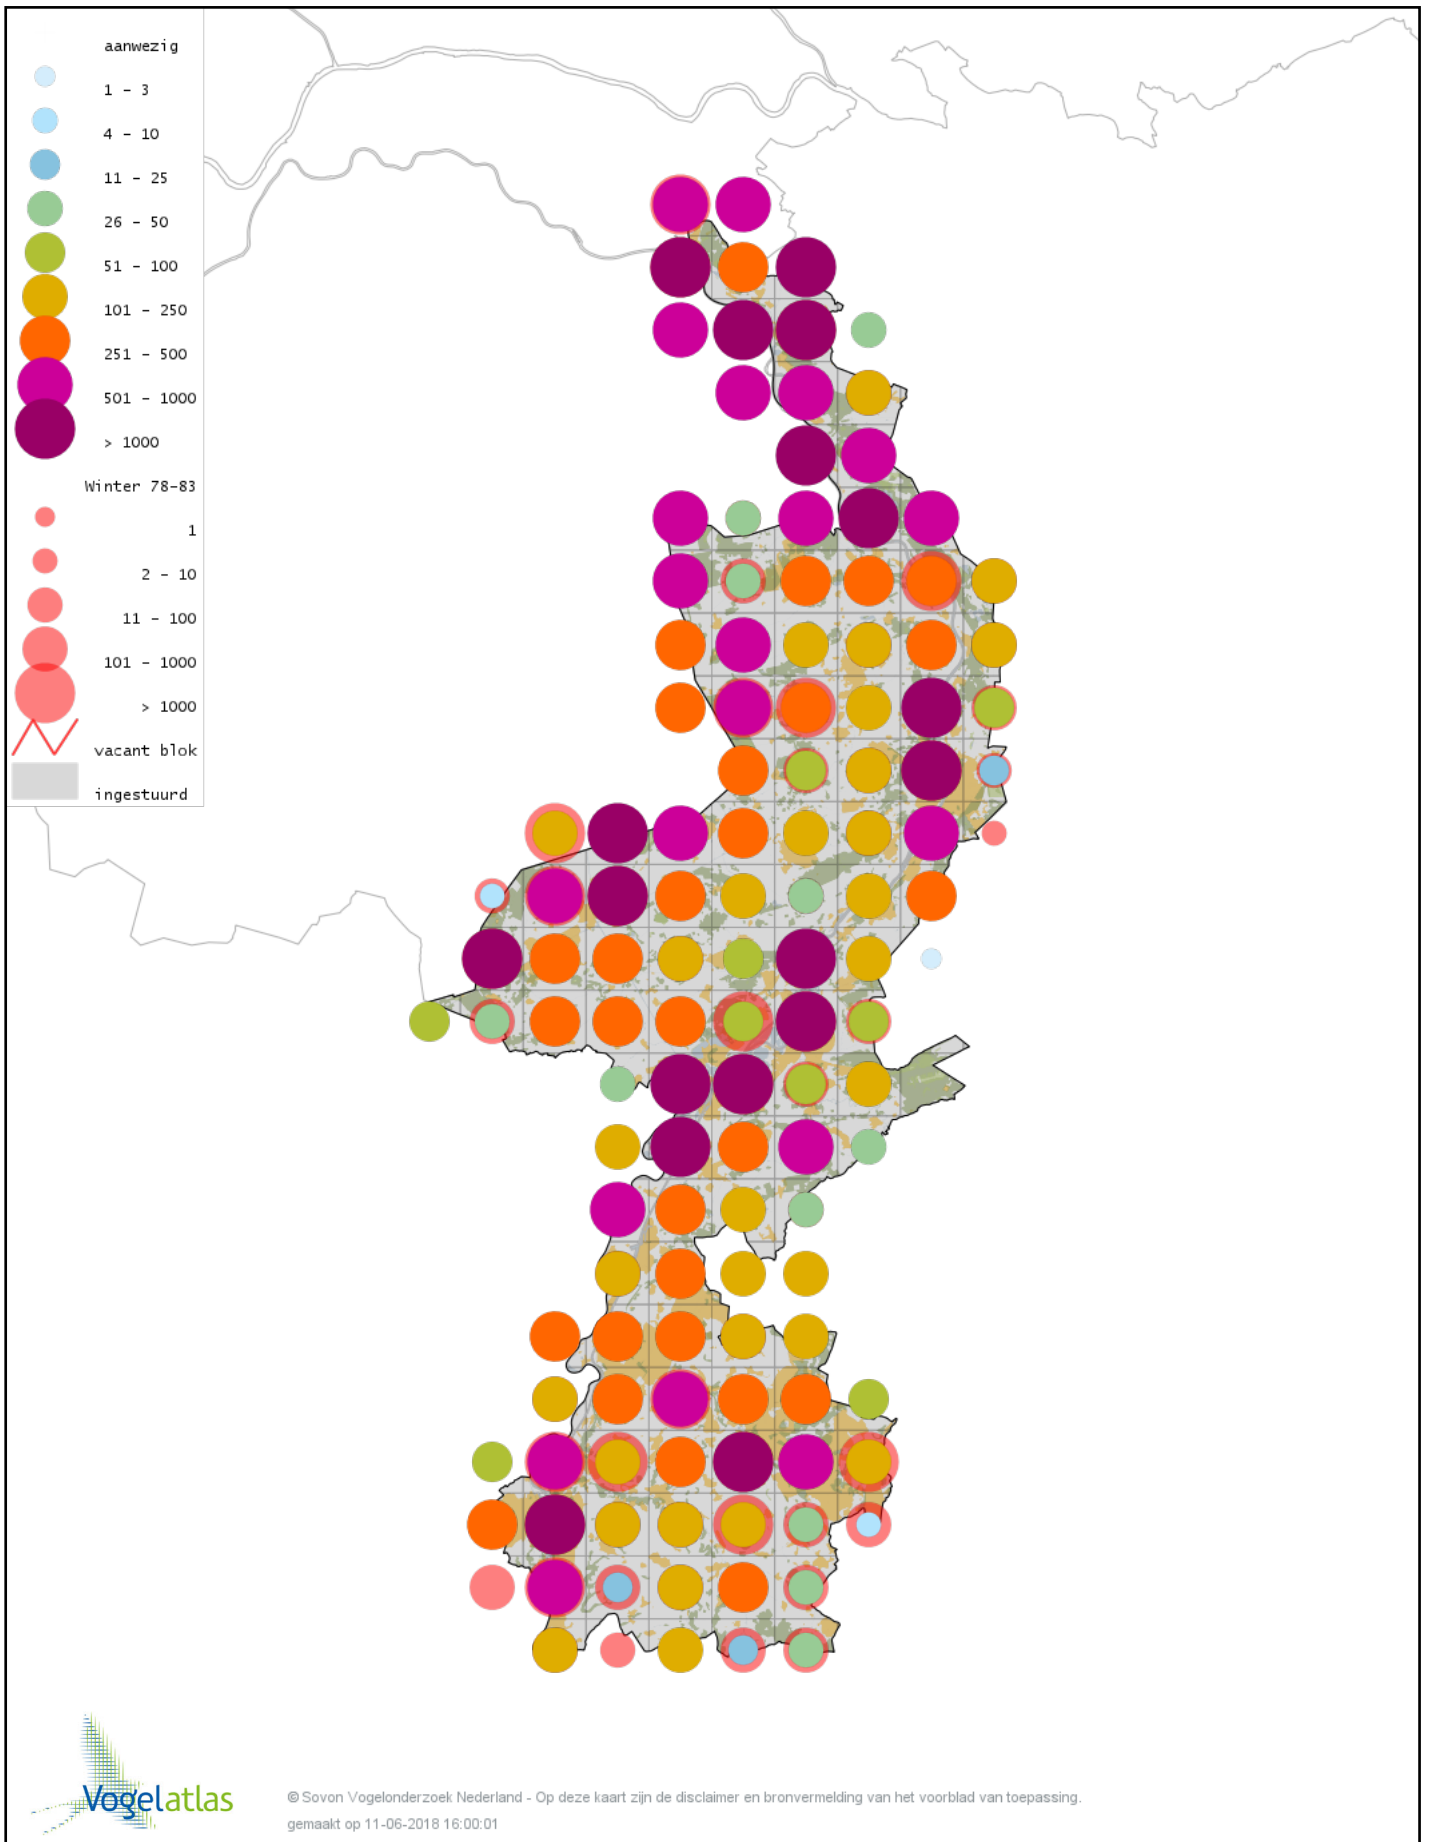 aanwezig
1 – 3
4 – 10
11 – 25
26 – 50
51 – 100
101 – 250
251 – 500
501 – 1000
> 1000
Winter 78-83
1
2 – 10
11 – 100
101 – 1000
> 1000
vacant blok
ingestuurd
Vogelatlas
© Sovon Vogelonderzoek Nederland - Op deze kaart zijn de disclaimer en bronvermelding van het voorblad van toepassing.
gemaakt op 11-06-2018 16:00:01